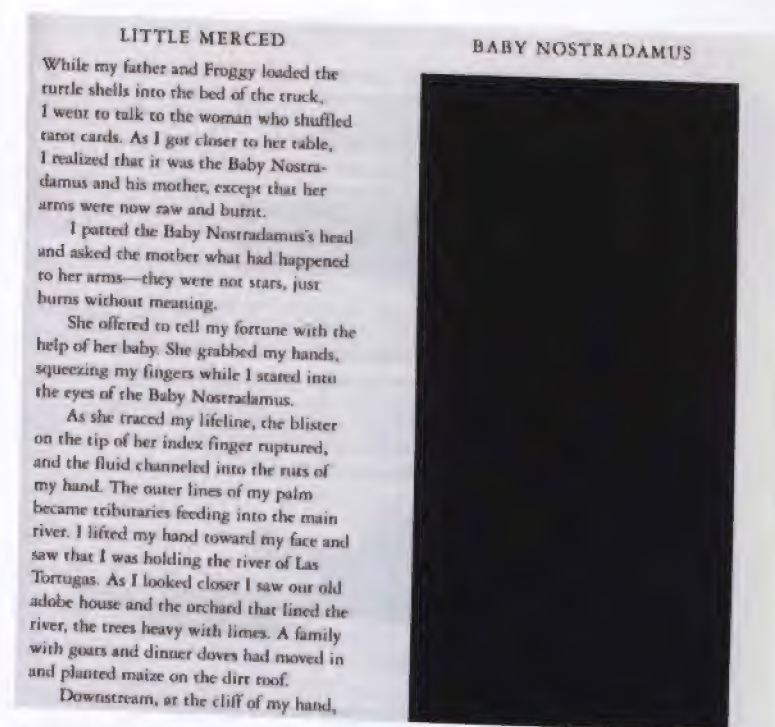 LITTLE MERCED
While my father and Froggy loaded the
turtle shells into the bed of the truck,
I went to talk to the woman who shuffled
tarot cards. As I got closer to her table,
I realized that it was the Baby Nostra-
damus and his mother, except that her
arms were now raw and burnt.
I patted the Baby Nostradamus's head
and asked the mother what had happened
to her arms—they were not stars, just
burns without meaning.
She offered to tell my fortune with the
help of her baby. She grabbed my hands,
squeezing my fingers while I stared into
the eyes of the Baby Nostradamus.
As she traced my lifeline, the blister
on the tip of her index finger ruptured,
and the fluid channeled into the ruts of
my hand. The outer lines of my palm
became tributaries feeding into the main
river. I lifted my hand toward my face and
saw that I was holding the river of Las
Tortugas. As I looked closer I saw our old
adobe house and the orchard that lined the
river, the trees heavy with limes. A family
with goats and dinner doves had moved in
and planted maize on the dirt roof.
Downstream, at the cliff of my hand,
BABY NOSTRADAMUS